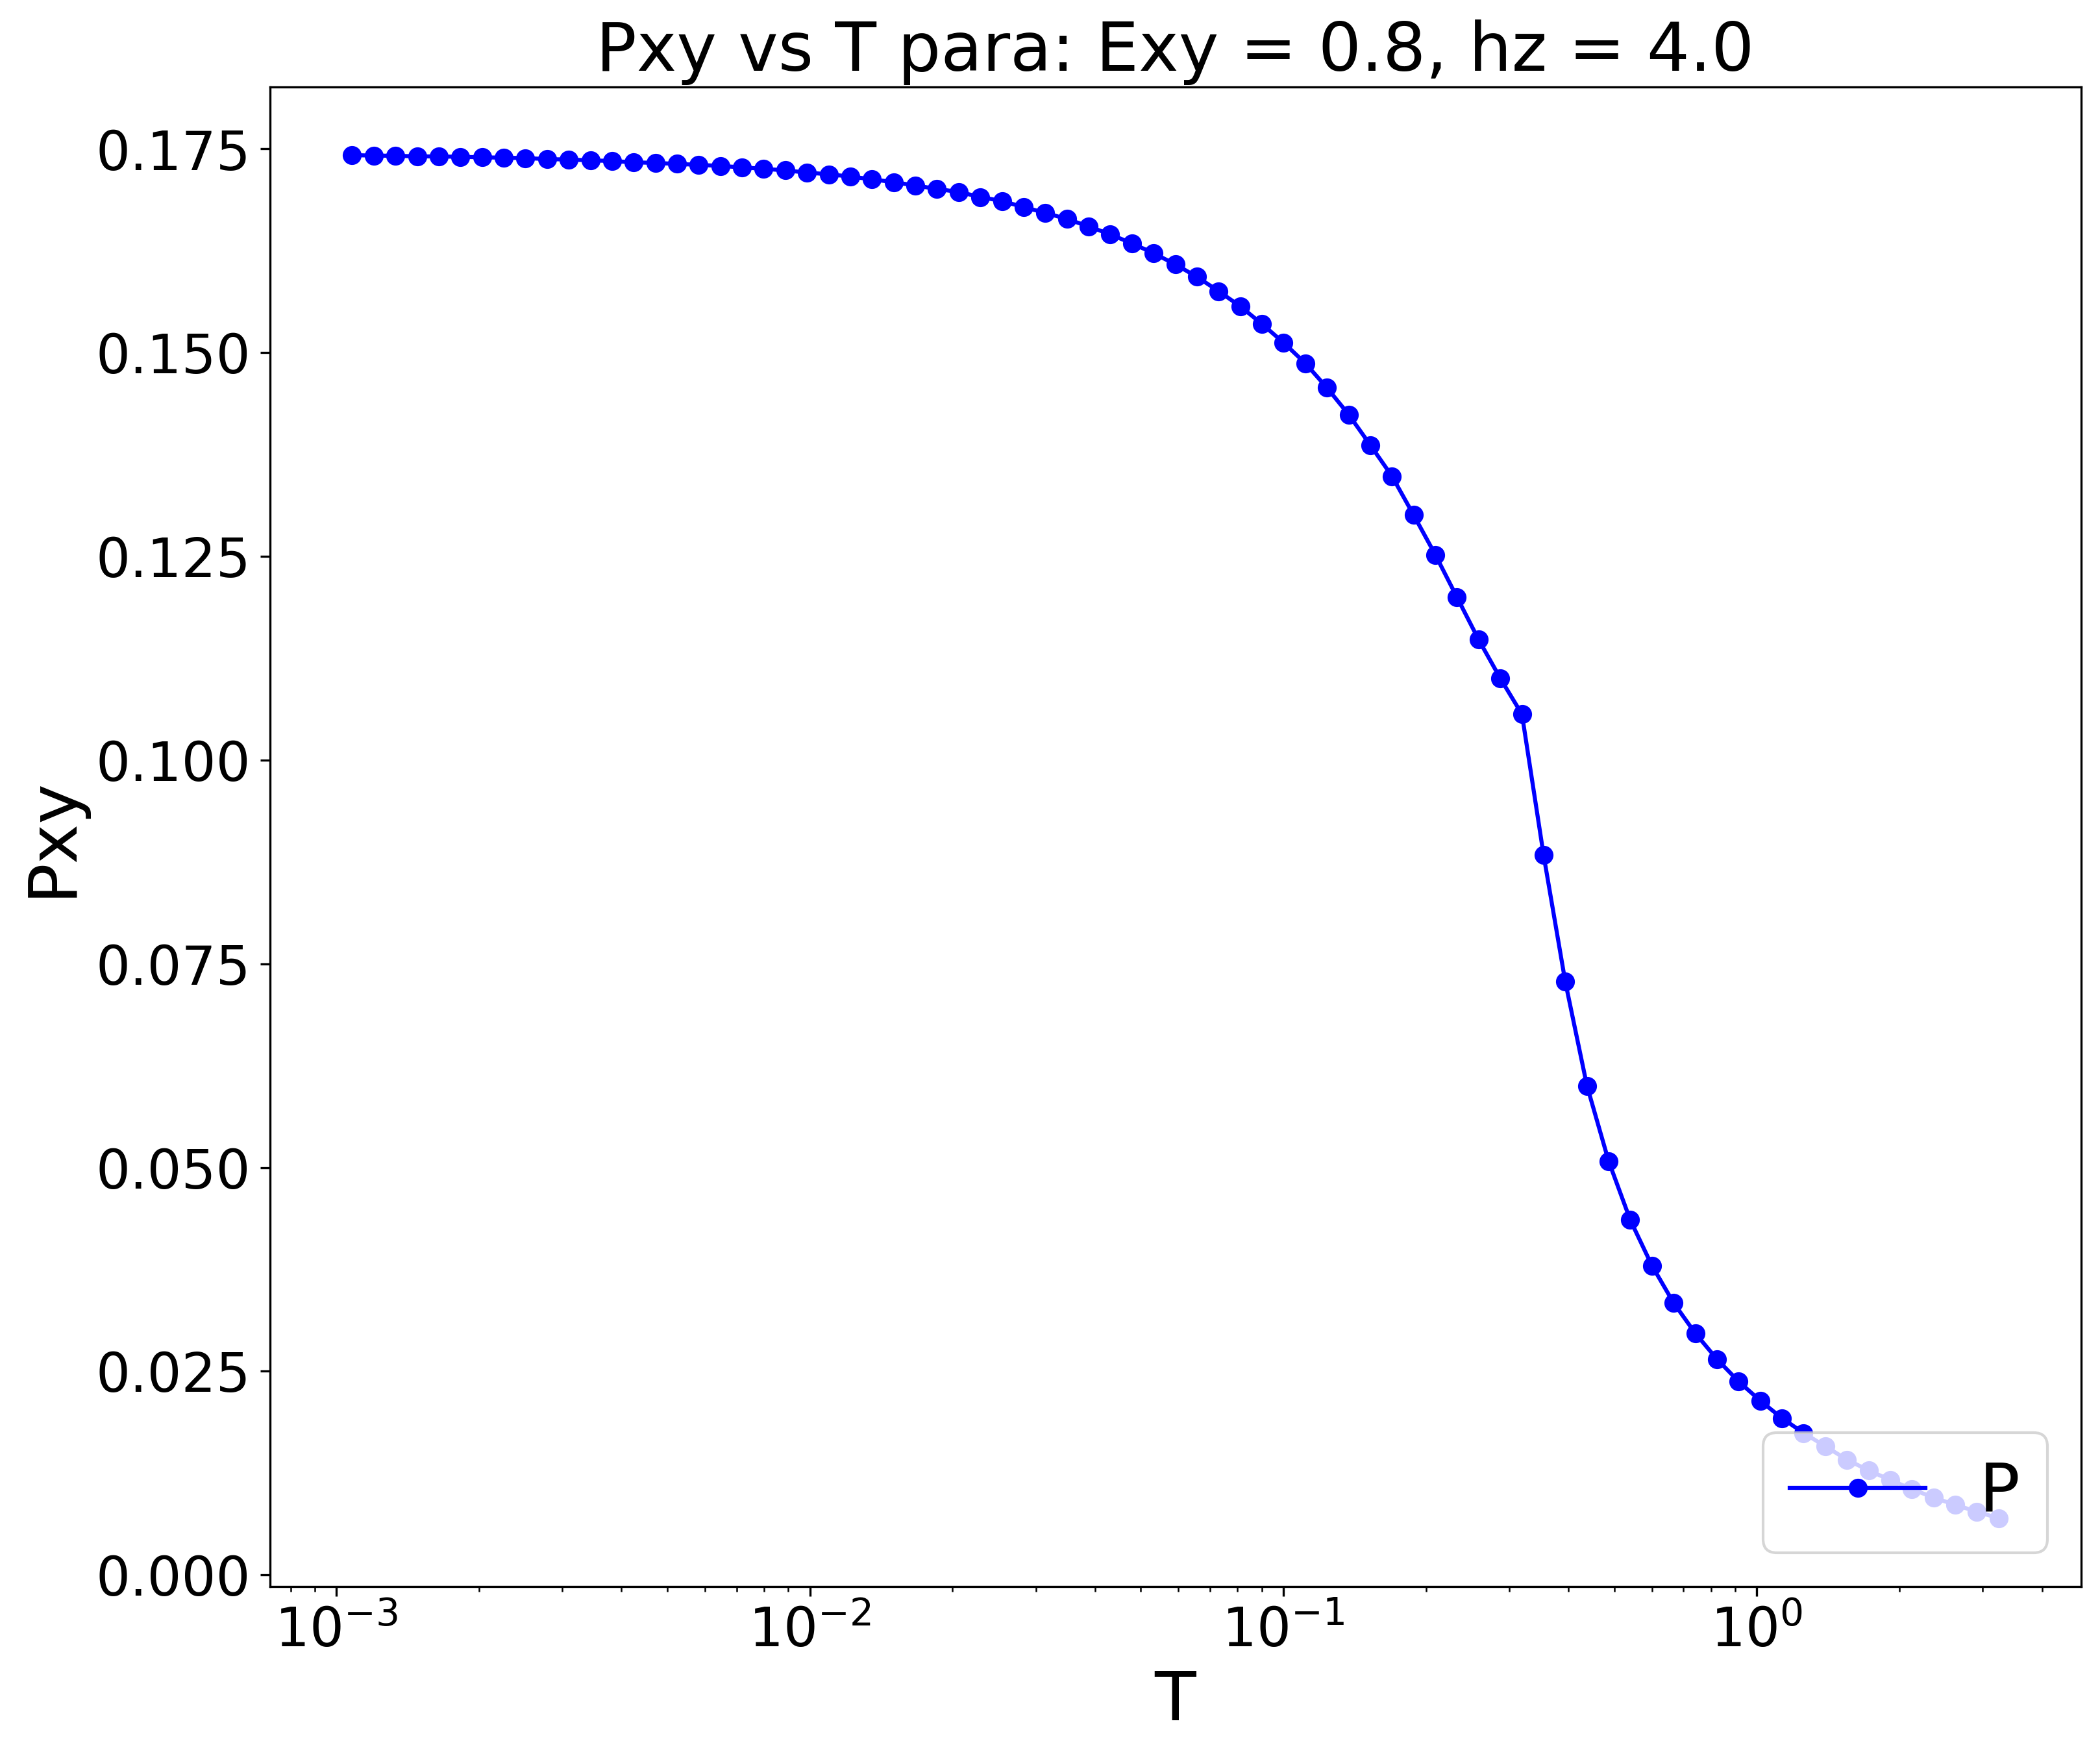 Pxy vs T para: Exy = 0.8, hz = 4.0
Pxy
0.175
0.150
0.125
0.100
0.075
0.050
0.025
0.000
P
10⁻³ 10⁻² 10⁻¹ 10⁰
T